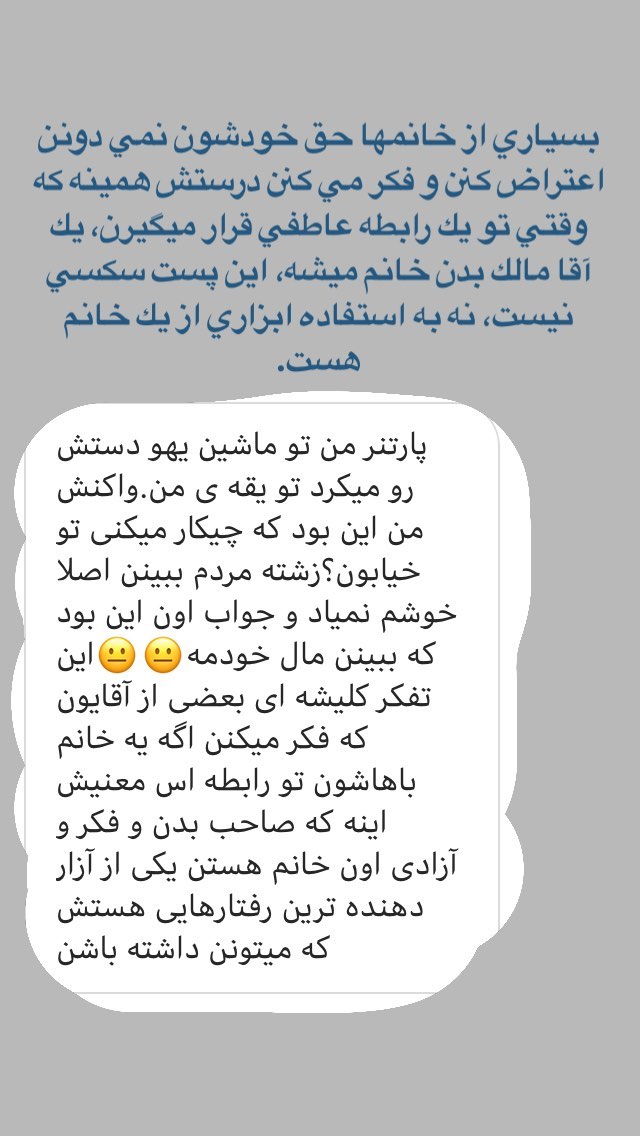 بسياري از خانمها حق خودشون نمي دونن
اعتراض كنن و فكر مي كنن درستش همينه كه
وقتي تو يك رابطه عاطفي قرار ميگيرن، يك
آقا مالك بدن خانم ميشه، اين پست سكسي
نيست، نه به استفاده ابزاري از يك خانم
هست.
پارتنر من تو ماشین یهو دستش
رو میکرد تو یقه ی من.واکنش
من این بود که چیکار میکنی تو
خیابون؟زشته مردم ببینن اصلا
خوشم نمیاد و جواب اون این بود
که ببینن مال خودمه😐😐این
تفکر کلیشه ای بعضی از آقایون
که فکر میکنن اگه یه خانم
باهاشون تو رابطه اس معنیش
اینه که صاحب بدن و فکر و
آزادی اون خانم هستن یکی از آزار
دهنده ترین رفتارهایی هستش
که میتونن داشته باشن